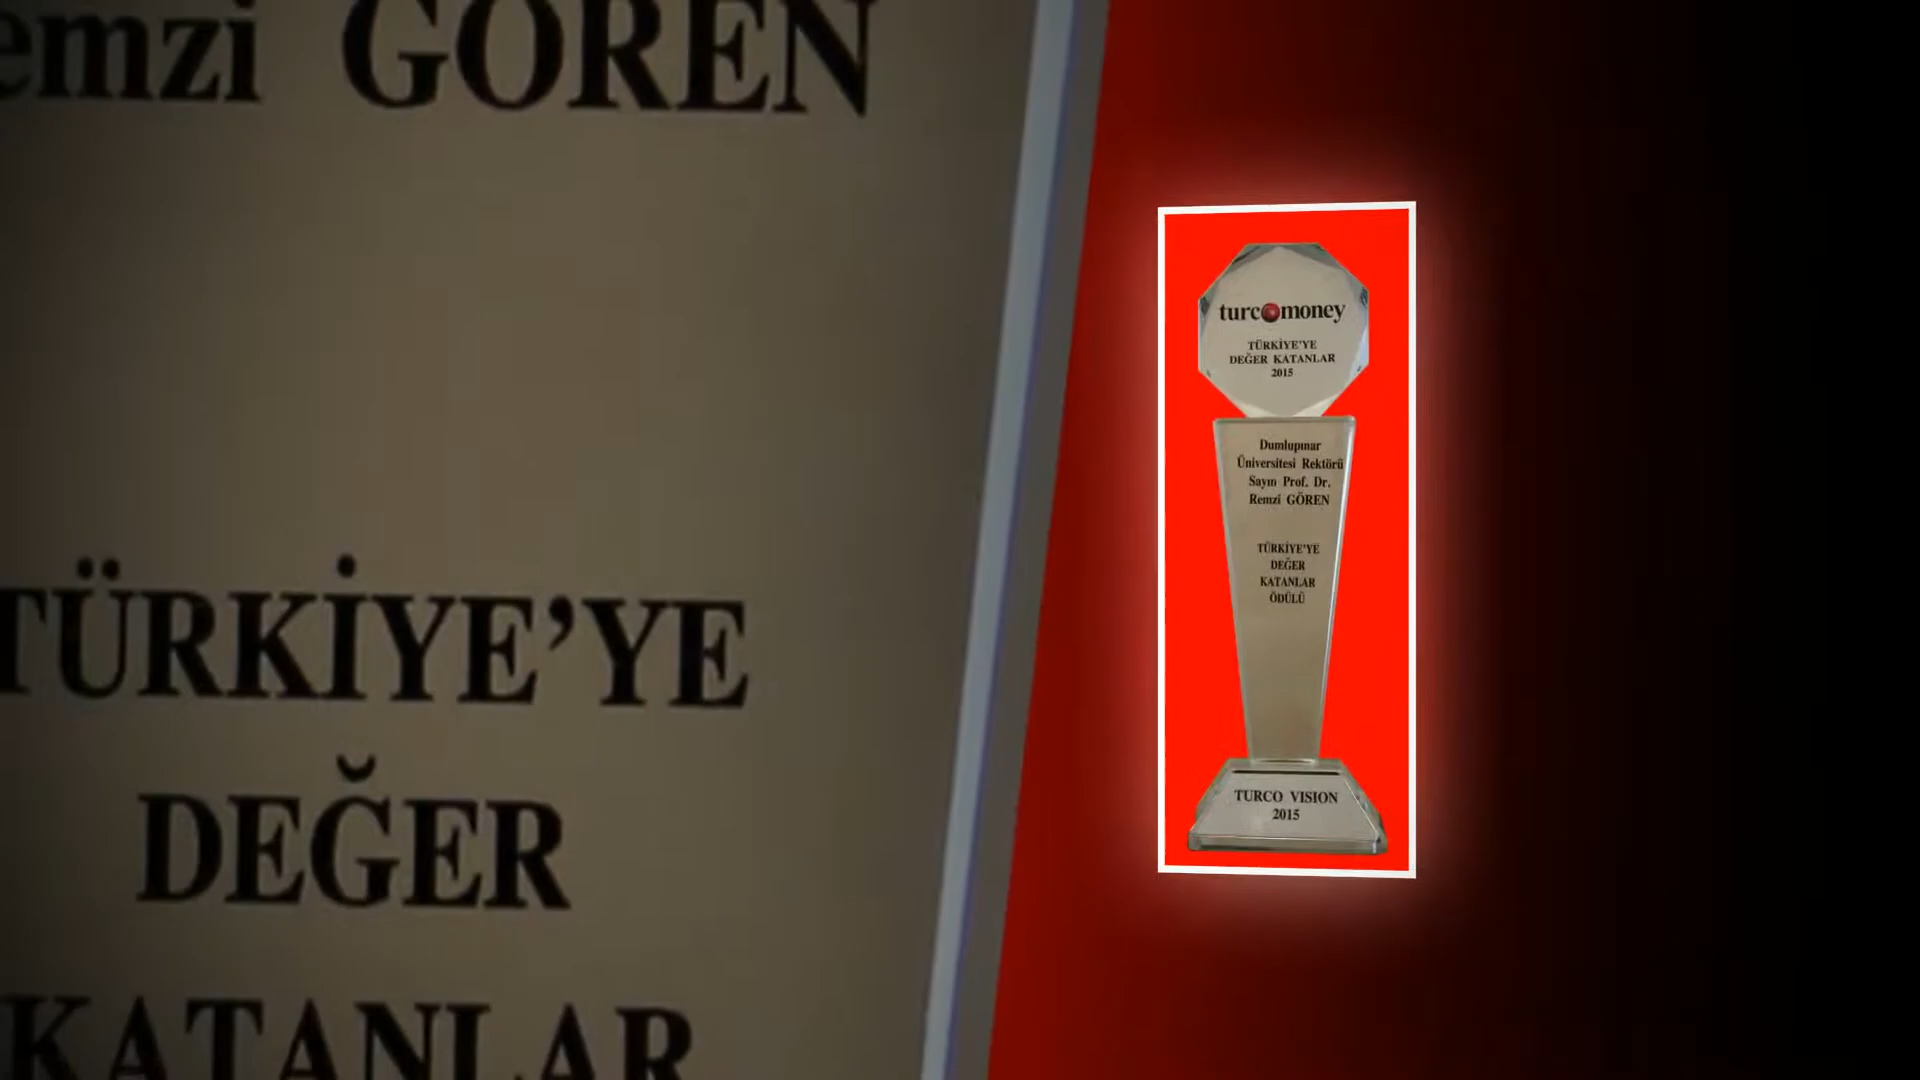 emzi GÖREN
TÜRKİYE'YE
DEĞER
KATANLAR
turcomoney
TÜRKİYE'YE
DEĞER KATANLAR
2015
Dumlupınar
Üniversitesi Rektörü
Sayın Prof. Dr.
Remzi GÖREN
TÜRKİYE'YE
DEĞER
KATANLAR
ÖDÜLÜ
TURCO VISION
2015